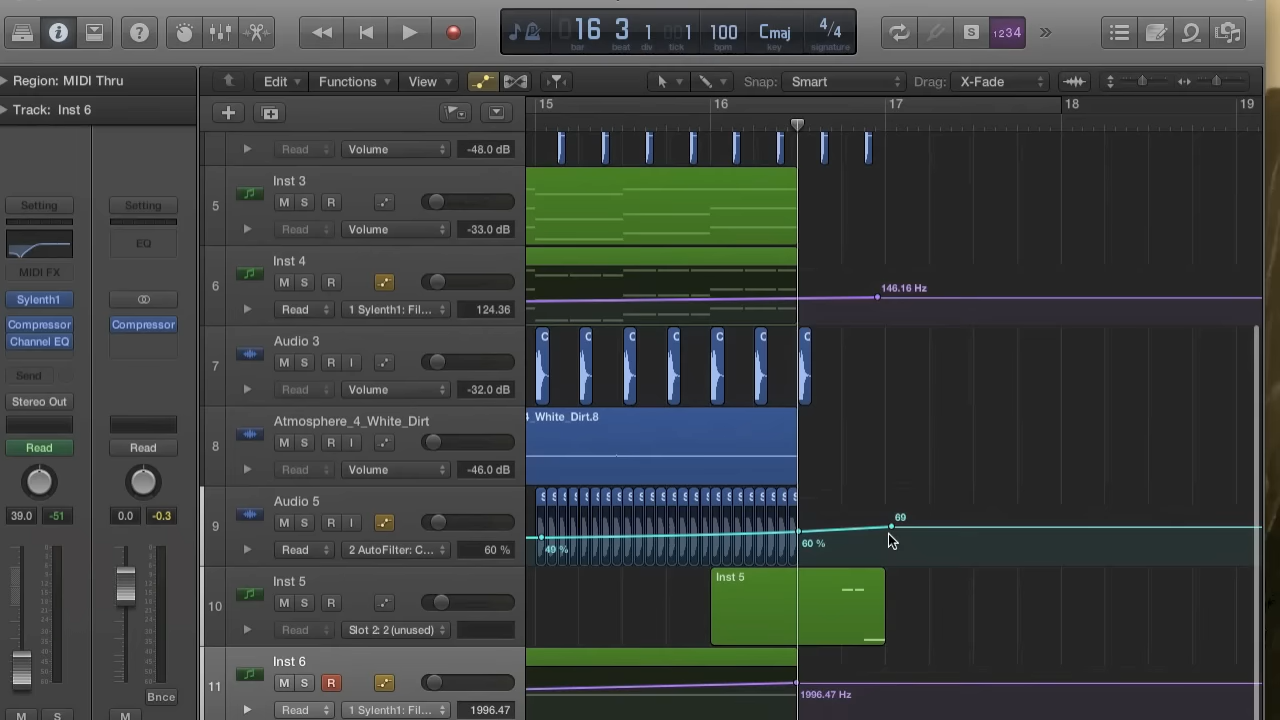 16 3 1 1 100 Cmaj 4/4
bar beat div tick bpm key signature
S 1234
Region: MIDI Thru
Edit Functions View Snap: Smart Drag: X-Fade
Track: Inst 6
15 16 17 18 19
Read Volume -48.0 dB
Setting Setting
EQ
MIDI FX
Sylenth1
Compressor Compressor
Channel EQ
Send
Stereo Out
Read Read
39.0 -51 0.0 -0.3
Bnce
M S M
5 Inst 3
M S R
Read Volume -33.0 dB
6 Inst 4
M S R
Read 1 Sylenth1: Fil... 124.36
146.16 Hz
7 Audio 3
M S R I
Read Volume -32.0 dB
C C C C C C C
8 Atmosphere_4_White_Dirt
M S R I
Read Volume -46.0 dB
4_White_Dirt.8
9 Audio 5
M S R I
Read 2 AutoFilter: C... 60 %
49 % 60 % 69
10 Inst 5
M S R
Read Slot 2: 2 (unused)
Inst 5
11 Inst 6
M S R
Read 1 Sylenth1: Fil... 1996.47
1996.47 Hz